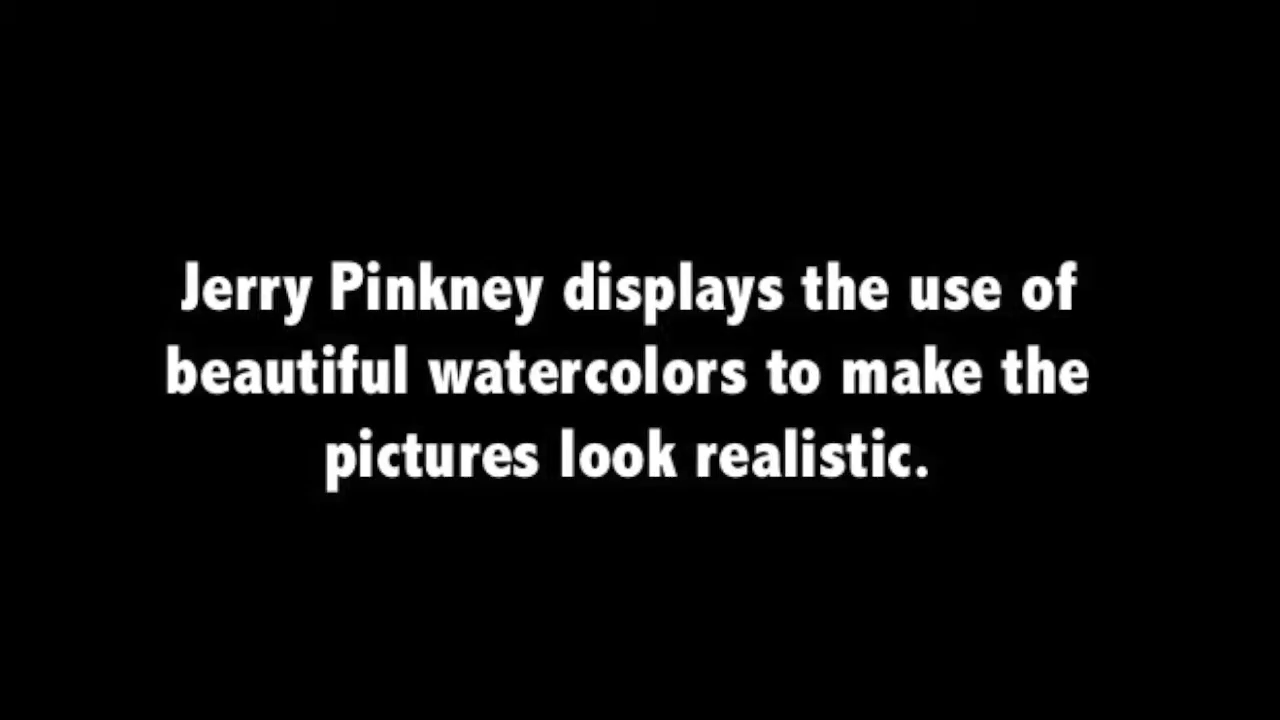 Jerry Pinkney displays the use of
beautiful watercolors to make the
pictures look realistic.